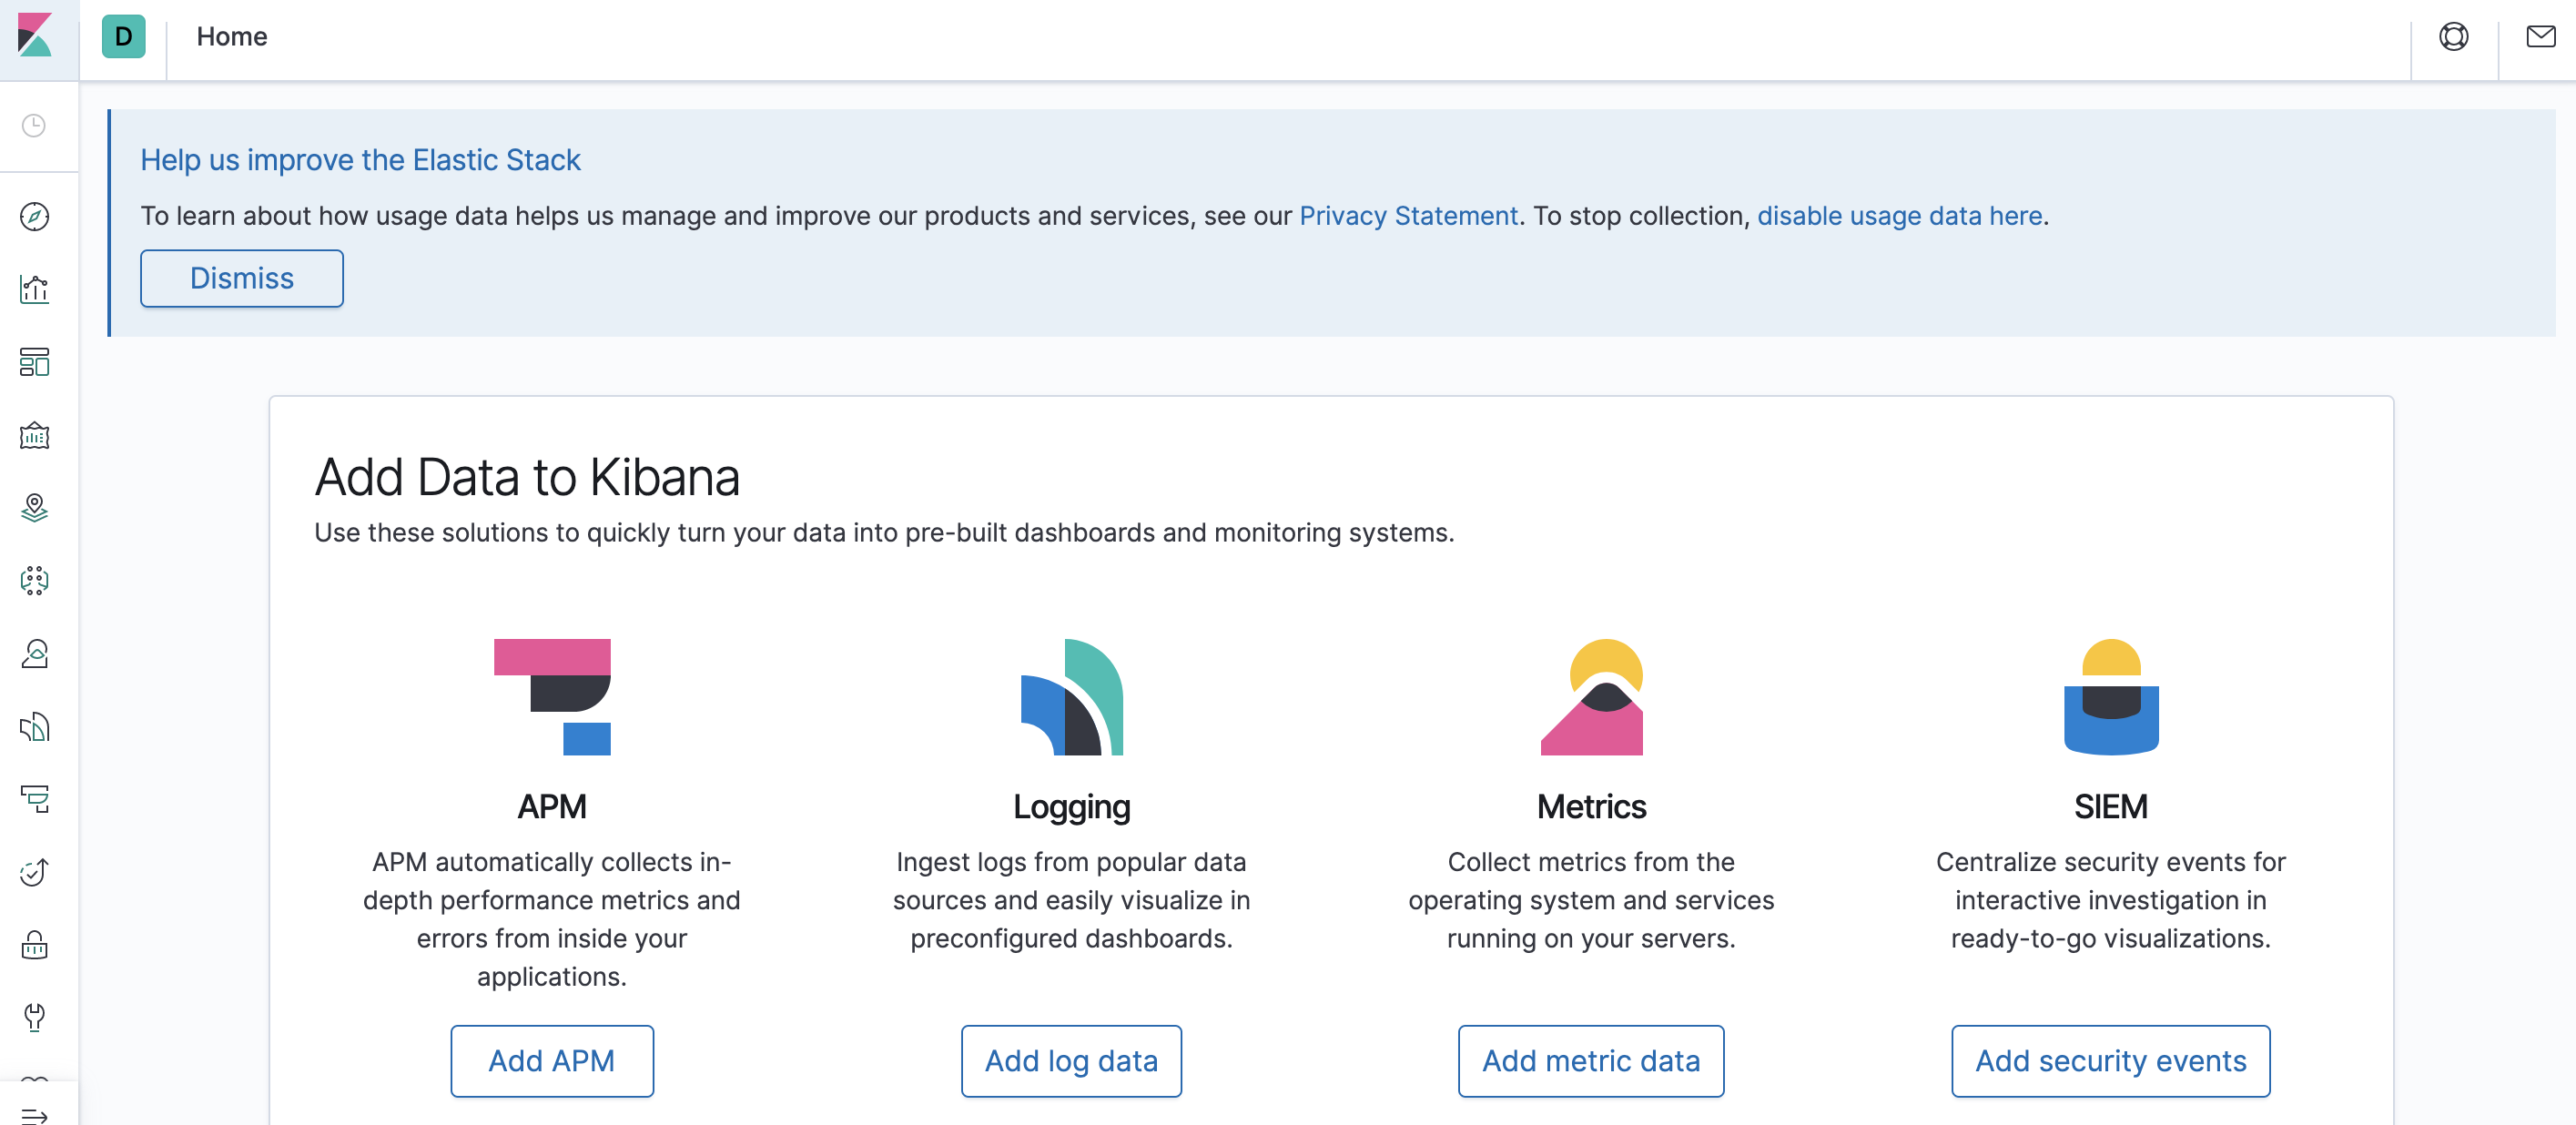 D Home
Help us improve the Elastic Stack
To learn about how usage data helps us manage and improve our products and services, see our Privacy Statement. To stop collection, disable usage data here.
Dismiss
Add Data to Kibana
Use these solutions to quickly turn your data into pre-built dashboards and monitoring systems.
APM
APM automatically collects in-
depth performance metrics and
errors from inside your
applications.
Add APM
Logging
Ingest logs from popular data
sources and easily visualize in
preconfigured dashboards.
Add log data
Metrics
Collect metrics from the
operating system and services
running on your servers.
Add metric data
SIEM
Centralize security events for
interactive investigation in
ready-to-go visualizations.
Add security events